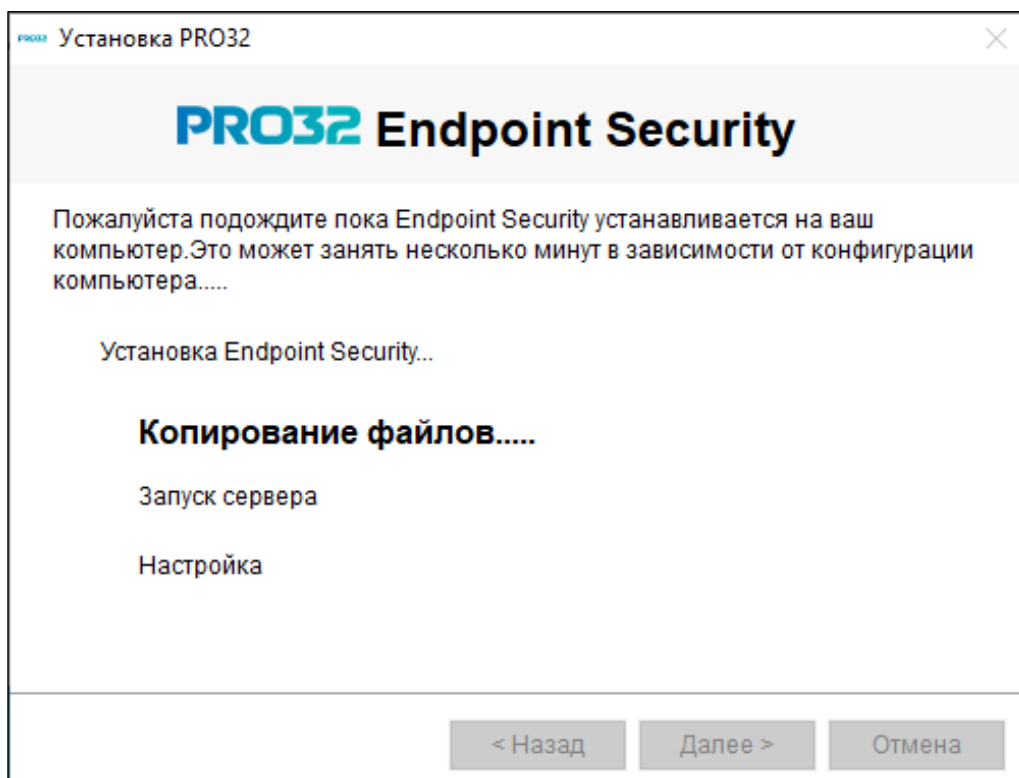 PRO32 Установка PRO32
PRO32 Endpoint Security
Пожалуйста подождите пока Endpoint Security устанавливается на ваш
компьютер.Это может занять несколько минут в зависимости от конфигурации
компьютера.....
Установка Endpoint Security...
Копирование файлов.....
Запуск сервера
Настройка
< Назад Далее > Отмена